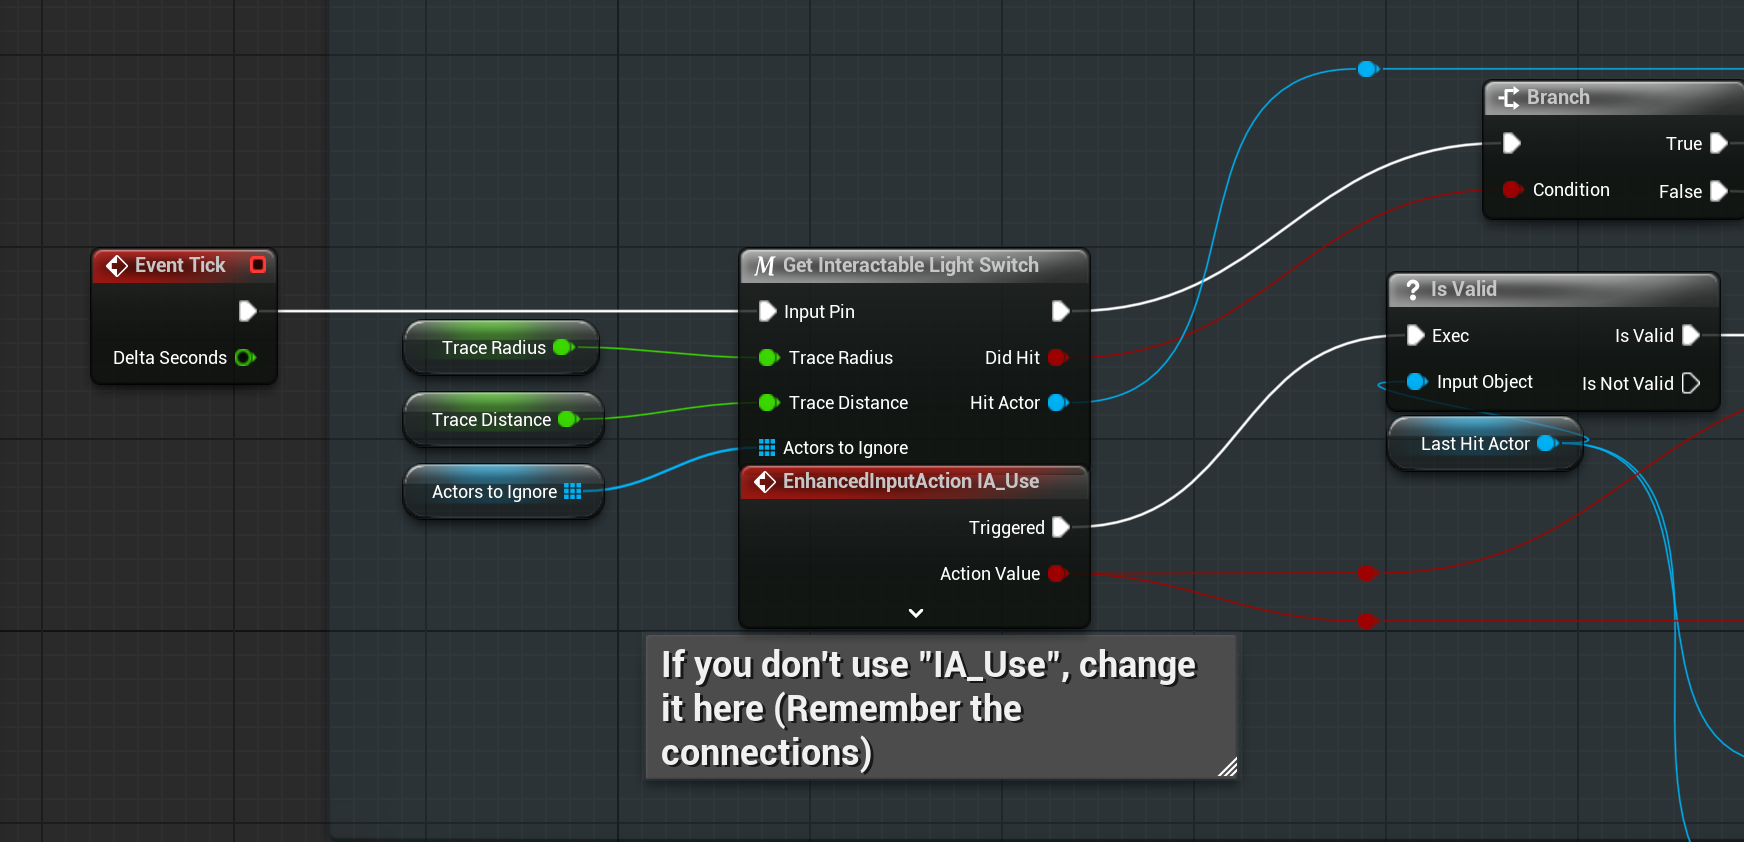 Branch
True
Condition
False
Event Tick
Delta Seconds
Trace Radius
Trace Distance
Actors to Ignore
Get Interactable Light Switch
Input Pin
Trace Radius
Did Hit
Trace Distance
Hit Actor
Actors to Ignore
Is Valid
Exec
Is Valid
Input Object
Is Not Valid
Last Hit Actor
EnhancedInputAction IA_Use
Triggered
Action Value
If you don't use "IA_Use", change
it here (Remember the
connections)